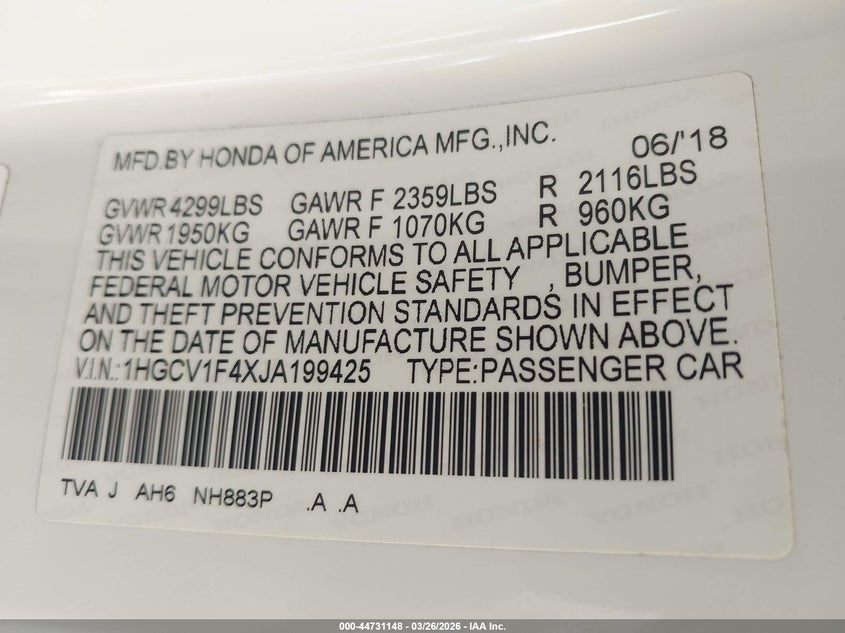 MFD.BY HONDA OF AMERICA MFG.,INC. 06/'18
GVWR 4299LBS GAWR F 2359LBS R 2116LBS
GVWR 1950KG GAWR F 1070KG R 960KG
THIS VEHICLE CONFORMS TO ALL APPLICABLE
FEDERAL MOTOR VEHICLE SAFETY , BUMPER,
AND THEFT PREVENTION STANDARDS IN EFFECT
ON THE DATE OF MANUFACTURE SHOWN ABOVE.
V.I.N.:1HGCV1F4XJA199425 TYPE:PASSENGER CAR
TVA J AH6 NH883P .A .A
HONDA HONDA HONDA
000-44731148 - 03/26/2026 - IAA Inc.